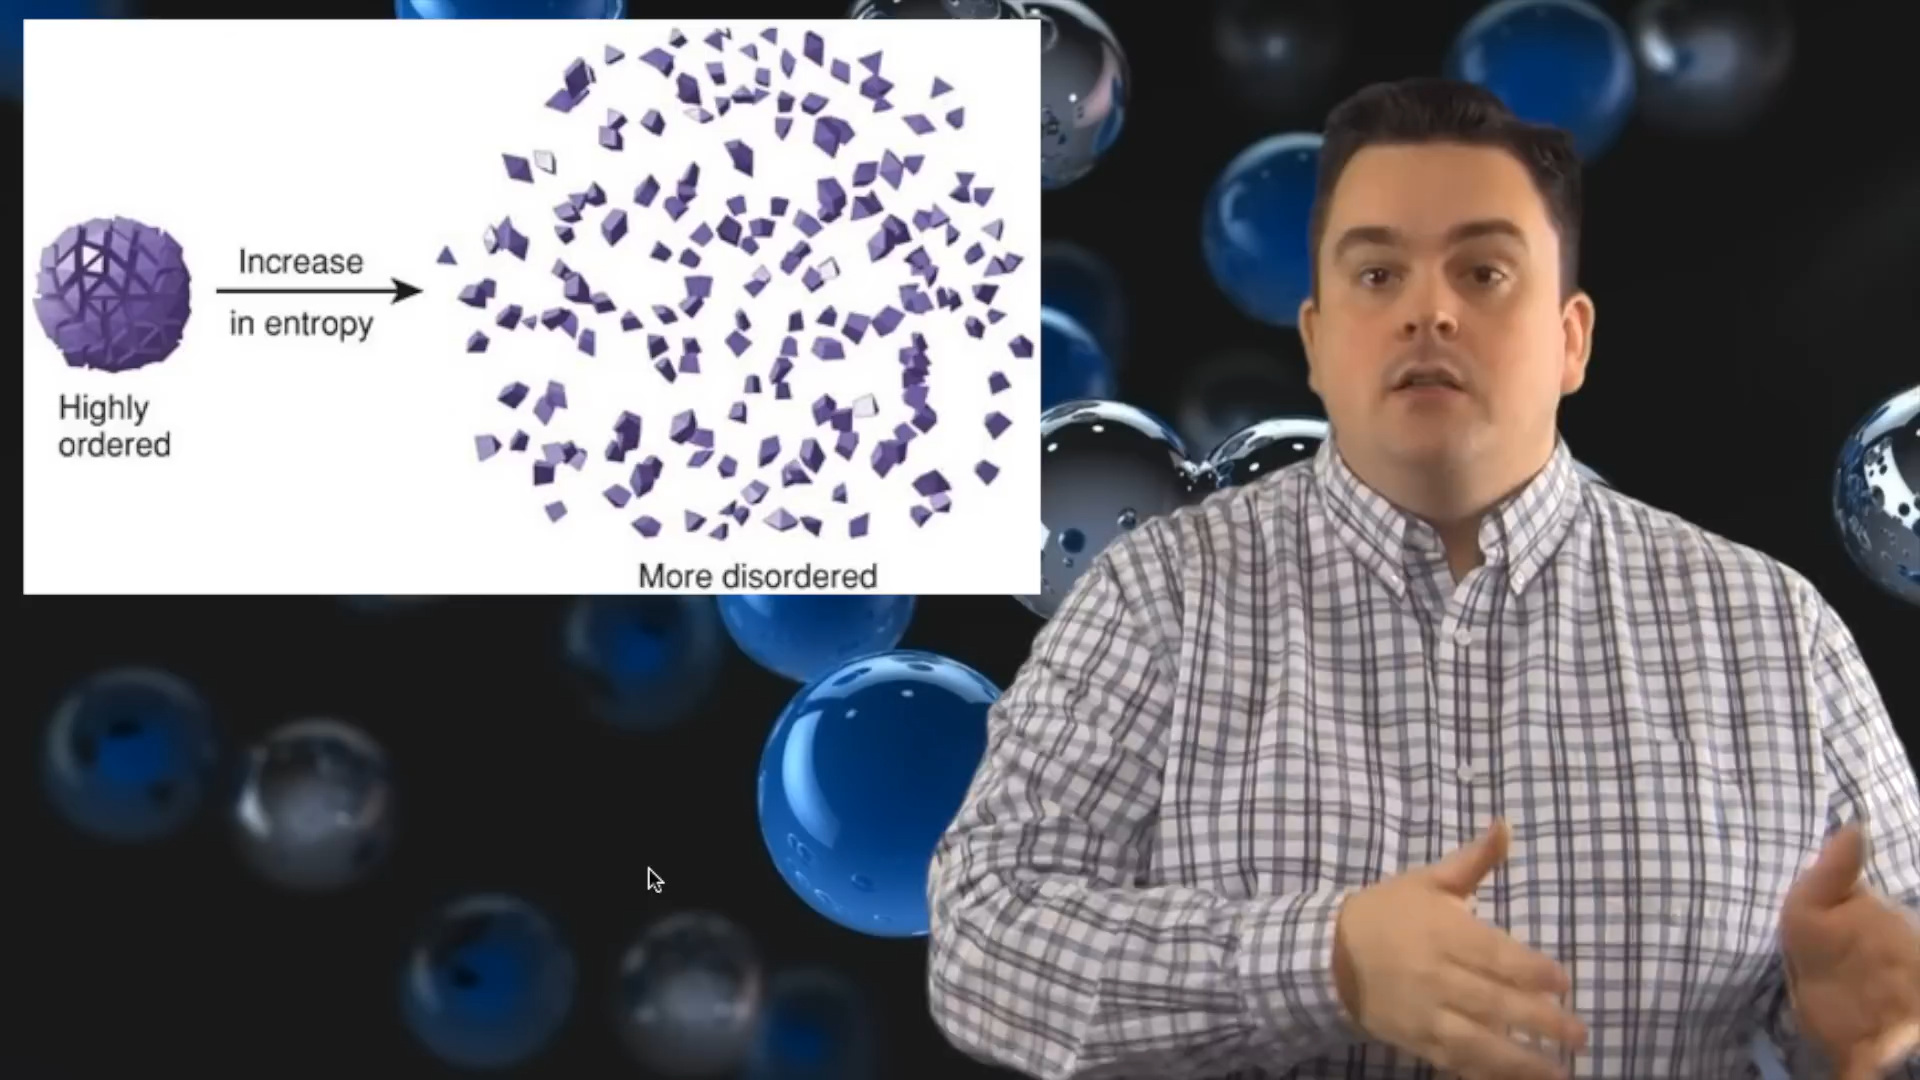 Increase
in entropy
Highly
ordered
More disordered